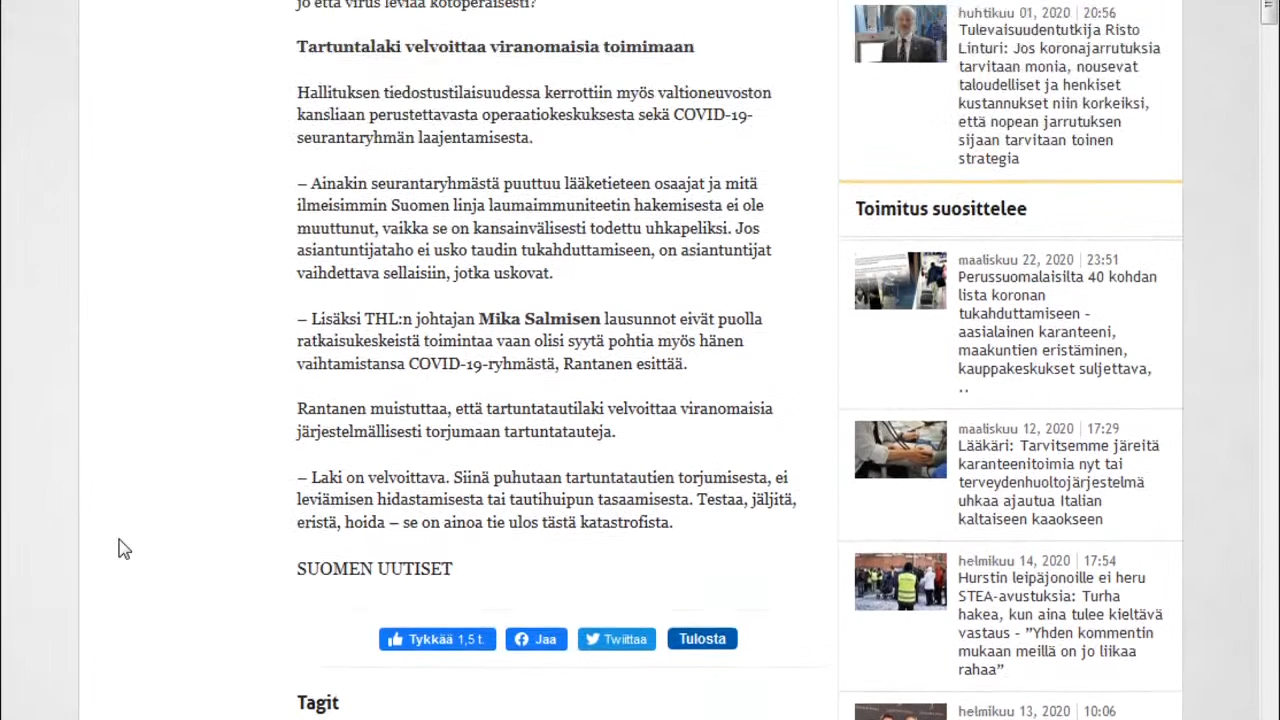 jo että virus leviää kotoperäisesti?
Tartuntalaki velvoittaa viranomaisia toimimaan
Hallituksen tiedostustilaisuudessa kerrottiin myös valtioneuvoston
kansliaan perustettavasta operaatiokeskuksesta sekä COVID-19-
seurantaryhmän laajentamisesta.
– Ainakin seurantaryhmästä puuttuu lääketieteen osaajat ja mitä
ilmeisimmin Suomen linja laumaimmuniteetin hakemisesta ei ole
muuttunut, vaikka se on kansainvälisesti todettu uhkapeliksi. Jos
asiantuntijataho ei usko taudin tukahduttamiseen, on asiantuntijat
vaihdettava sellaisiin, jotka uskovat.
– Lisäksi THL:n johtajan Mika Salmisen lausunnot eivät puolla
ratkaisukeskeistä toimintaa vaan olisi syytä pohtia myös hänen
vaihtamistansa COVID-19-ryhmästä, Rantanen esittää.
Rantanen muistuttaa, että tartuntatautilaki velvoittaa viranomaisia
järjestelmällisesti torjumaan tartuntatauteja.
– Laki on velvoittava. Siinä puhutaan tartuntatautien torjumisesta, ei
leviämisen hidastamisesta tai tautihuipun tasaamisesta. Testaa, jäljitä,
eristä, hoida – se on ainoa tie ulos tästä katastrofista.
SUOMEN UUTISET
Tykkää 1,5 t.
Jaa
Twiittaa
Tulosta
Tagit
huhtikuu 01, 2020 | 20:56
Tulevaisuudentutkija Risto
Linturi: Jos koronajarrutuksia
tarvitaan monia, nousevat
taloudelliset ja henkiset
kustannukset niin korkeiksi,
että nopean jarrutuksen
sijaan tarvitaan toinen
strategia
Toimitus suosittelee
maaliskuu 22, 2020 | 23:51
Perussuomalaisilta 40 kohdan
lista koronan
tukahduttamiseen -
aasialainen karanteeni,
maakuntien eristäminen,
kauppakeskukset suljettava,
..
maaliskuu 12, 2020 | 17:29
Lääkäri: Tarvitsemme järeitä
karanteenitoimia nyt tai
terveydenhuoltojärjestelmä
uhkaa ajautua Italian
kaltaiseen kaaokseen
helmikuu 14, 2020 | 17:54
Hurstin leipäjonoille ei heru
STEA-avustuksia: Turha
hakea, kun aina tulee kieltävä
vastaus - ”Yhden kommentin
mukaan meillä on jo liikaa
rahaa”
helmikuu 13, 2020 | 10:06